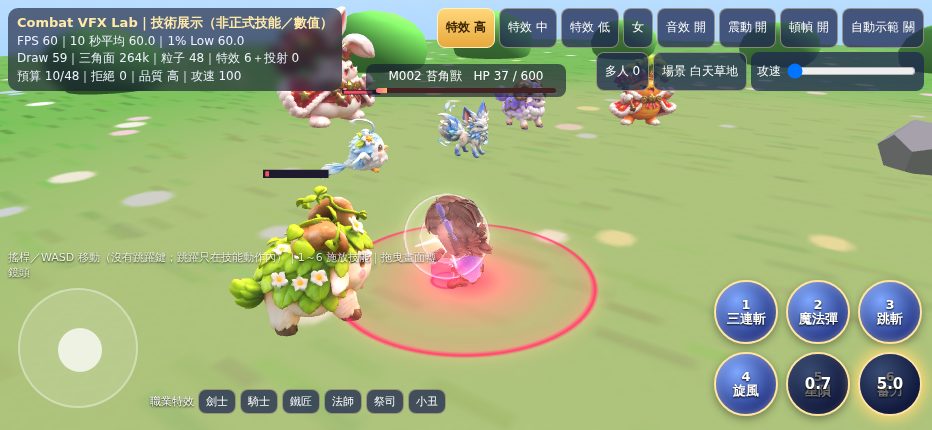 Combat VFX Lab｜技術展示（非正式技能／數值）
FPS 60｜10 秒平均 60.0｜1% Low 60.0
Draw 59｜三角面 264k｜粒子 48｜特效 6＋投射 0
預算 10/48｜拒絕 0｜品質 高｜攻速 100
特效 高
特效 中
特效 低
女
音效 開
震動 開
頓幀 開
自動示範 關
多人 0
場景 白天草地
攻速
M002 苔角獸 HP 37 / 600
搖桿／WASD 移動（沒有跳躍鍵；跳躍只在技能動作內）｜1～6 施放技能｜拖曳畫面轉
鏡頭
1
三連斬
2
魔法彈
3
跳斬
4
旋風
0.7
5.0
職業特效
劍士
騎士
鐵匠
法師
祭司
小丑